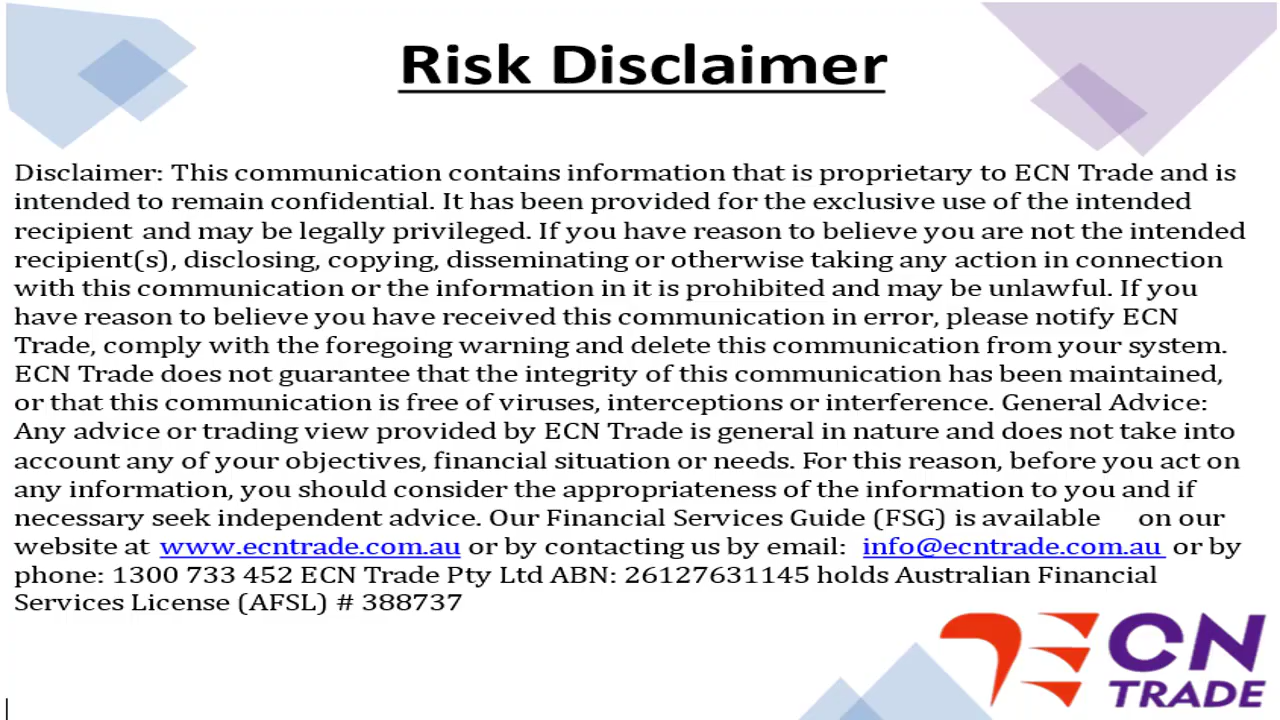 Risk Disclaimer
Disclaimer: This communication contains information that is proprietary to ECN Trade and is
intended to remain confidential. It has been provided for the exclusive use of the intended
recipient and may be legally privileged. If you have reason to believe you are not the intended
recipient(s), disclosing, copying, disseminating or otherwise taking any action in connection
with this communication or the information in it is prohibited and may be unlawful. If you
have reason to believe you have received this communication in error, please notify ECN
Trade, comply with the foregoing warning and delete this communication from your system.
ECN Trade does not guarantee that the integrity of this communication has been maintained,
or that this communication is free of viruses, interceptions or interference. General Advice:
Any advice or trading view provided by ECN Trade is general in nature and does not take into
account any of your objectives, financial situation or needs. For this reason, before you act on
any information, you should consider the appropriateness of the information to you and if
necessary seek independent advice. Our Financial Services Guide (FSG) is available on our
website at www.ecntrade.com.au or by contacting us by email: info@ecntrade.com.au or by
phone: 1300 733 452 ECN Trade Pty Ltd ABN: 26127631145 holds Australian Financial
Services License (AFSL) # 388737
ECN
TRADE